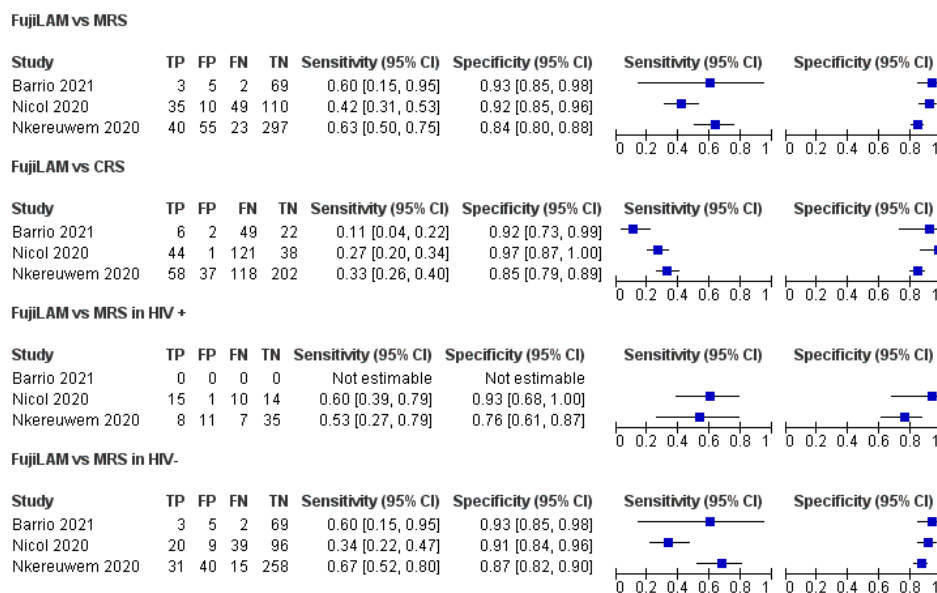 FujiLAM vs MRS
Study TP FP FN TN Sensitivity (95% CI) Specificity (95% CI) Sensitivity (95% CI) Specificity (95% CI)
Barrio 2021 3 5 2 69 0.60 [0.15, 0.95] 0.93 [0.85, 0.98]
Nicol 2020 35 10 49 110 0.42 [0.31, 0.53] 0.92 [0.85, 0.96]
Nkereuwem 2020 40 55 23 297 0.63 [0.50, 0.75] 0.84 [0.80, 0.88]
0 0.2 0.4 0.6 0.8 1 0 0.2 0.4 0.6 0.8 1
FujiLAM vs CRS
Study TP FP FN TN Sensitivity (95% CI) Specificity (95% CI) Sensitivity (95% CI) Specificity (95% CI)
Barrio 2021 6 2 49 22 0.11 [0.04, 0.22] 0.92 [0.73, 0.99]
Nicol 2020 44 1 121 38 0.27 [0.20, 0.34] 0.97 [0.87, 1.00]
Nkereuwem 2020 58 37 118 202 0.33 [0.26, 0.40] 0.85 [0.79, 0.89]
0 0.2 0.4 0.6 0.8 1 0 0.2 0.4 0.6 0.8 1
FujiLAM vs MRS in HIV +
Study TP FP FN TN Sensitivity (95% CI) Specificity (95% CI) Sensitivity (95% CI) Specificity (95% CI)
Barrio 2021 0 0 0 0 Not estimable Not estimable
Nicol 2020 15 1 10 14 0.60 [0.39, 0.79] 0.93 [0.68, 1.00]
Nkereuwem 2020 8 11 7 35 0.53 [0.27, 0.79] 0.76 [0.61, 0.87]
0 0.2 0.4 0.6 0.8 1 0 0.2 0.4 0.6 0.8 1
FujiLAM vs MRS in HIV-
Study TP FP FN TN Sensitivity (95% CI) Specificity (95% CI) Sensitivity (95% CI) Specificity (95% CI)
Barrio 2021 3 5 2 69 0.60 [0.15, 0.95] 0.93 [0.85, 0.98]
Nicol 2020 20 9 39 96 0.34 [0.22, 0.47] 0.91 [0.84, 0.96]
Nkereuwem 2020 31 40 15 258 0.67 [0.52, 0.80] 0.87 [0.82, 0.90]
0 0.2 0.4 0.6 0.8 1 0 0.2 0.4 0.6 0.8 1